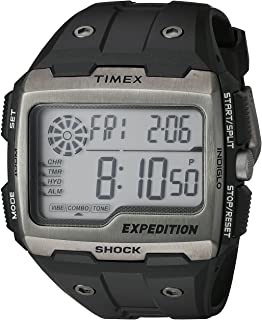 TIMEX
SET
START/SPLIT
FRI 2:06
ROOM
CHR
TMR
HYD
ALM
P
8:10 50
INDIGLO
VIBE COMBO TONE
MODE
EXPEDITION
STOP/RESET
SHOCK